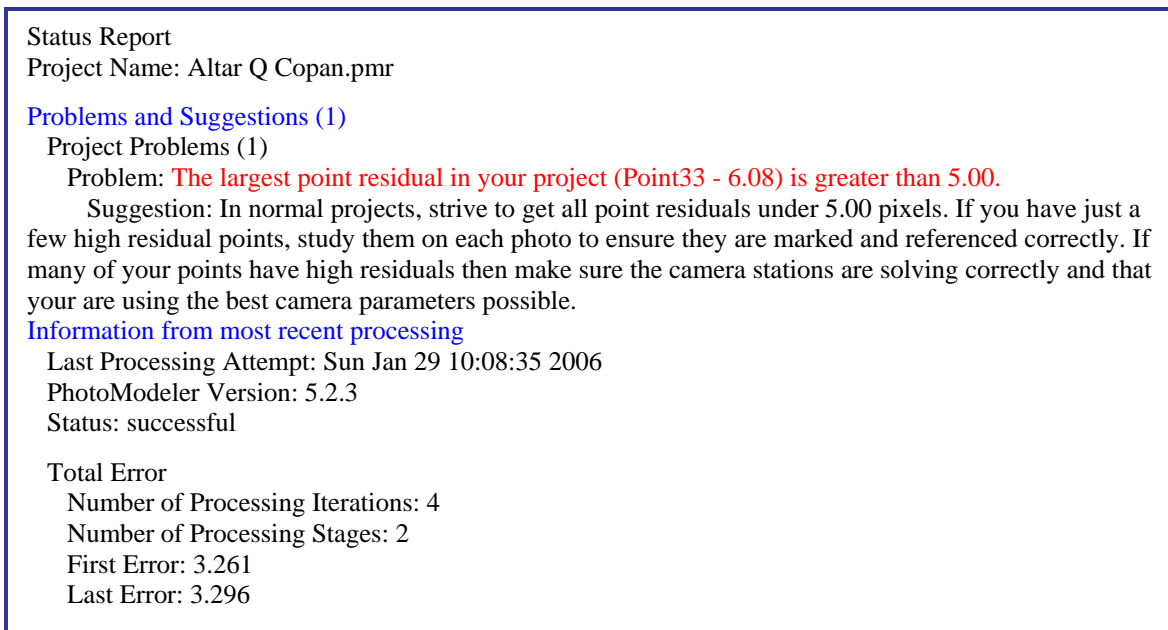 Status Report
Project Name: Altar Q Copan.pmr
Problems and Suggestions (1)
Project Problems (1)
Problem: The largest point residual in your project (Point33 - 6.08) is greater than 5.00.
Suggestion: In normal projects, strive to get all point residuals under 5.00 pixels. If you have just a
few high residual points, study them on each photo to ensure they are marked and referenced correctly. If
many of your points have high residuals then make sure the camera stations are solving correctly and that
your are using the best camera parameters possible.
Information from most recent processing
Last Processing Attempt: Sun Jan 29 10:08:35 2006
PhotoModeler Version: 5.2.3
Status: successful
Total Error
Number of Processing Iterations: 4
Number of Processing Stages: 2
First Error: 3.261
Last Error: 3.296